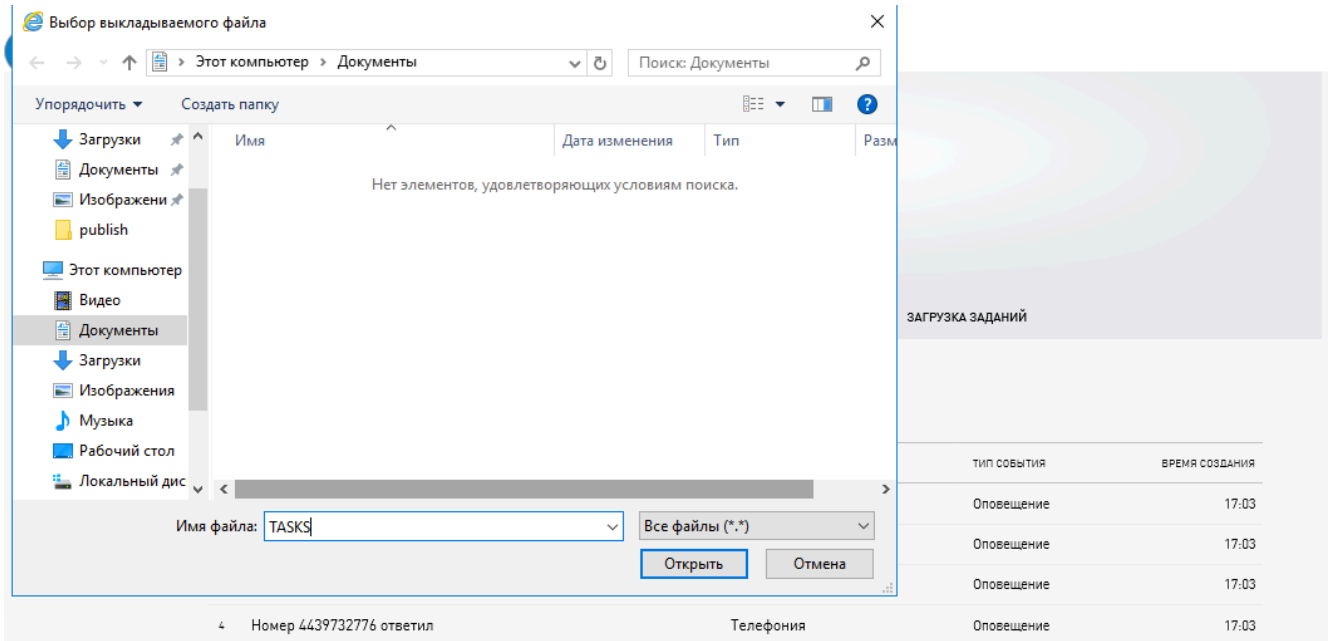 Выбор выкладываемого файла
Этот компьютер > Документы
Поиск: Документы
Упорядочить
Создать папку
Имя
Дата изменения
Тип
Разм
Загрузки
Документы
Изображени
publish
Этот компьютер
Видео
Документы
Загрузки
Изображения
Музыка
Рабочий стол
Локальный дис
Нет элементов, удовлетворяющих условиям поиска.
Имя файла: TASKS
Все файлы (*.*)
Открыть
Отмена
ЗАГРУЗКА ЗАДАНИЙ
ТИП СОБЫТИЯ ВРЕМЯ СОЗДАНИЯ
Оповещение 17:03
Оповещение 17:03
Оповещение 17:03
4 Номер 4439732776 ответил Телефония Оповещение 17:03